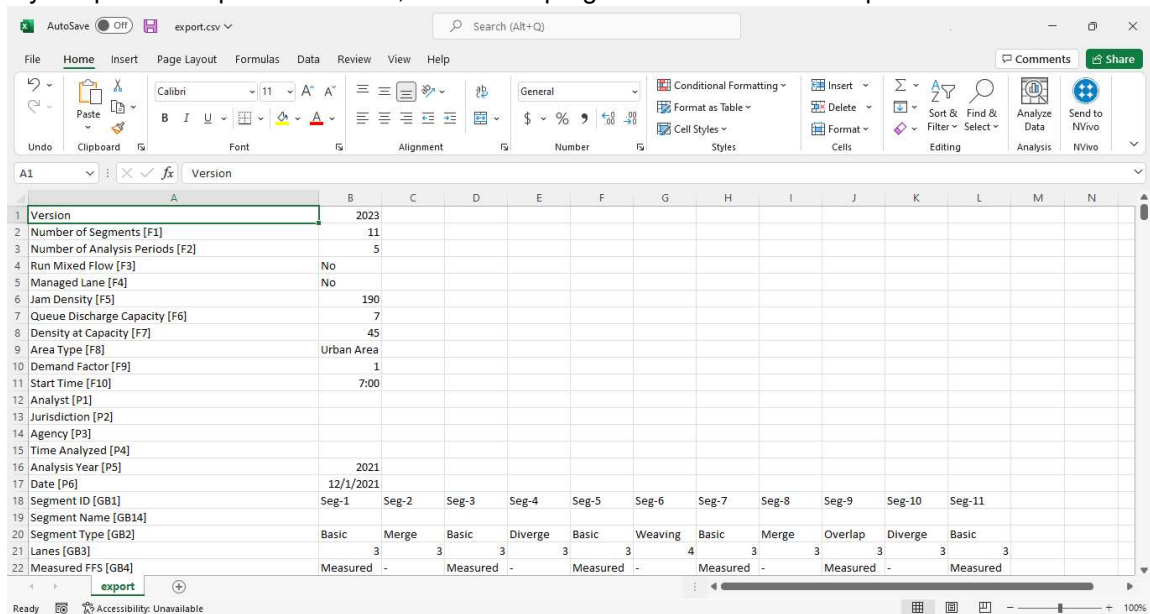 AutoSave Off export.csv Search (Alt+Q)
File Home Insert Page Layout Formulas Data Review View Help Comments Share
Calibri 11 A^ A˅ ab General Conditional Formatting Insert Σ
Paste B I U A $ % 9 Format as Table Delete Sort & Find & Analyze Send to
Cell Styles Format Filter Select Data NVivo
Undo Clipboard Font Alignment Number Styles Cells Editing Analysis NVivo
A1 fx Version
A B C D E F G H I J K L M N
1 Version 2023
2 Number of Segments [F1] 11
3 Number of Analysis Periods [F2] 5
4 Run Mixed Flow [F3] No
5 Managed Lane [F4] No
6 Jam Density [F5] 190
7 Queue Discharge Capacity [F6] 7
8 Density at Capacity [F7] 45
9 Area Type [F8] Urban Area
10 Demand Factor [F9] 1
11 Start Time [F10] 7:00
12 Analyst [P1]
13 Jurisdiction [P2]
14 Agency [P3]
15 Time Analyzed [P4]
16 Analysis Year [P5] 2021
17 Date [P6] 12/1/2021
18 Segment ID [GB1] Seg-1 Seg-2 Seg-3 Seg-4 Seg-5 Seg-6 Seg-7 Seg-8 Seg-9 Seg-10 Seg-11
19 Segment Name [GB14]
20 Segment Type [GB2] Basic Merge Basic Diverge Basic Weaving Basic Merge Overlap Diverge Basic
21 Lanes [GB3] 3 3 3 3 3 4 3 3 3 3 3
22 Measured FFS [GB4] Measured - Measured - Measured - Measured - Measured - Measured
export
Ready Accessibility: Unavailable 100%